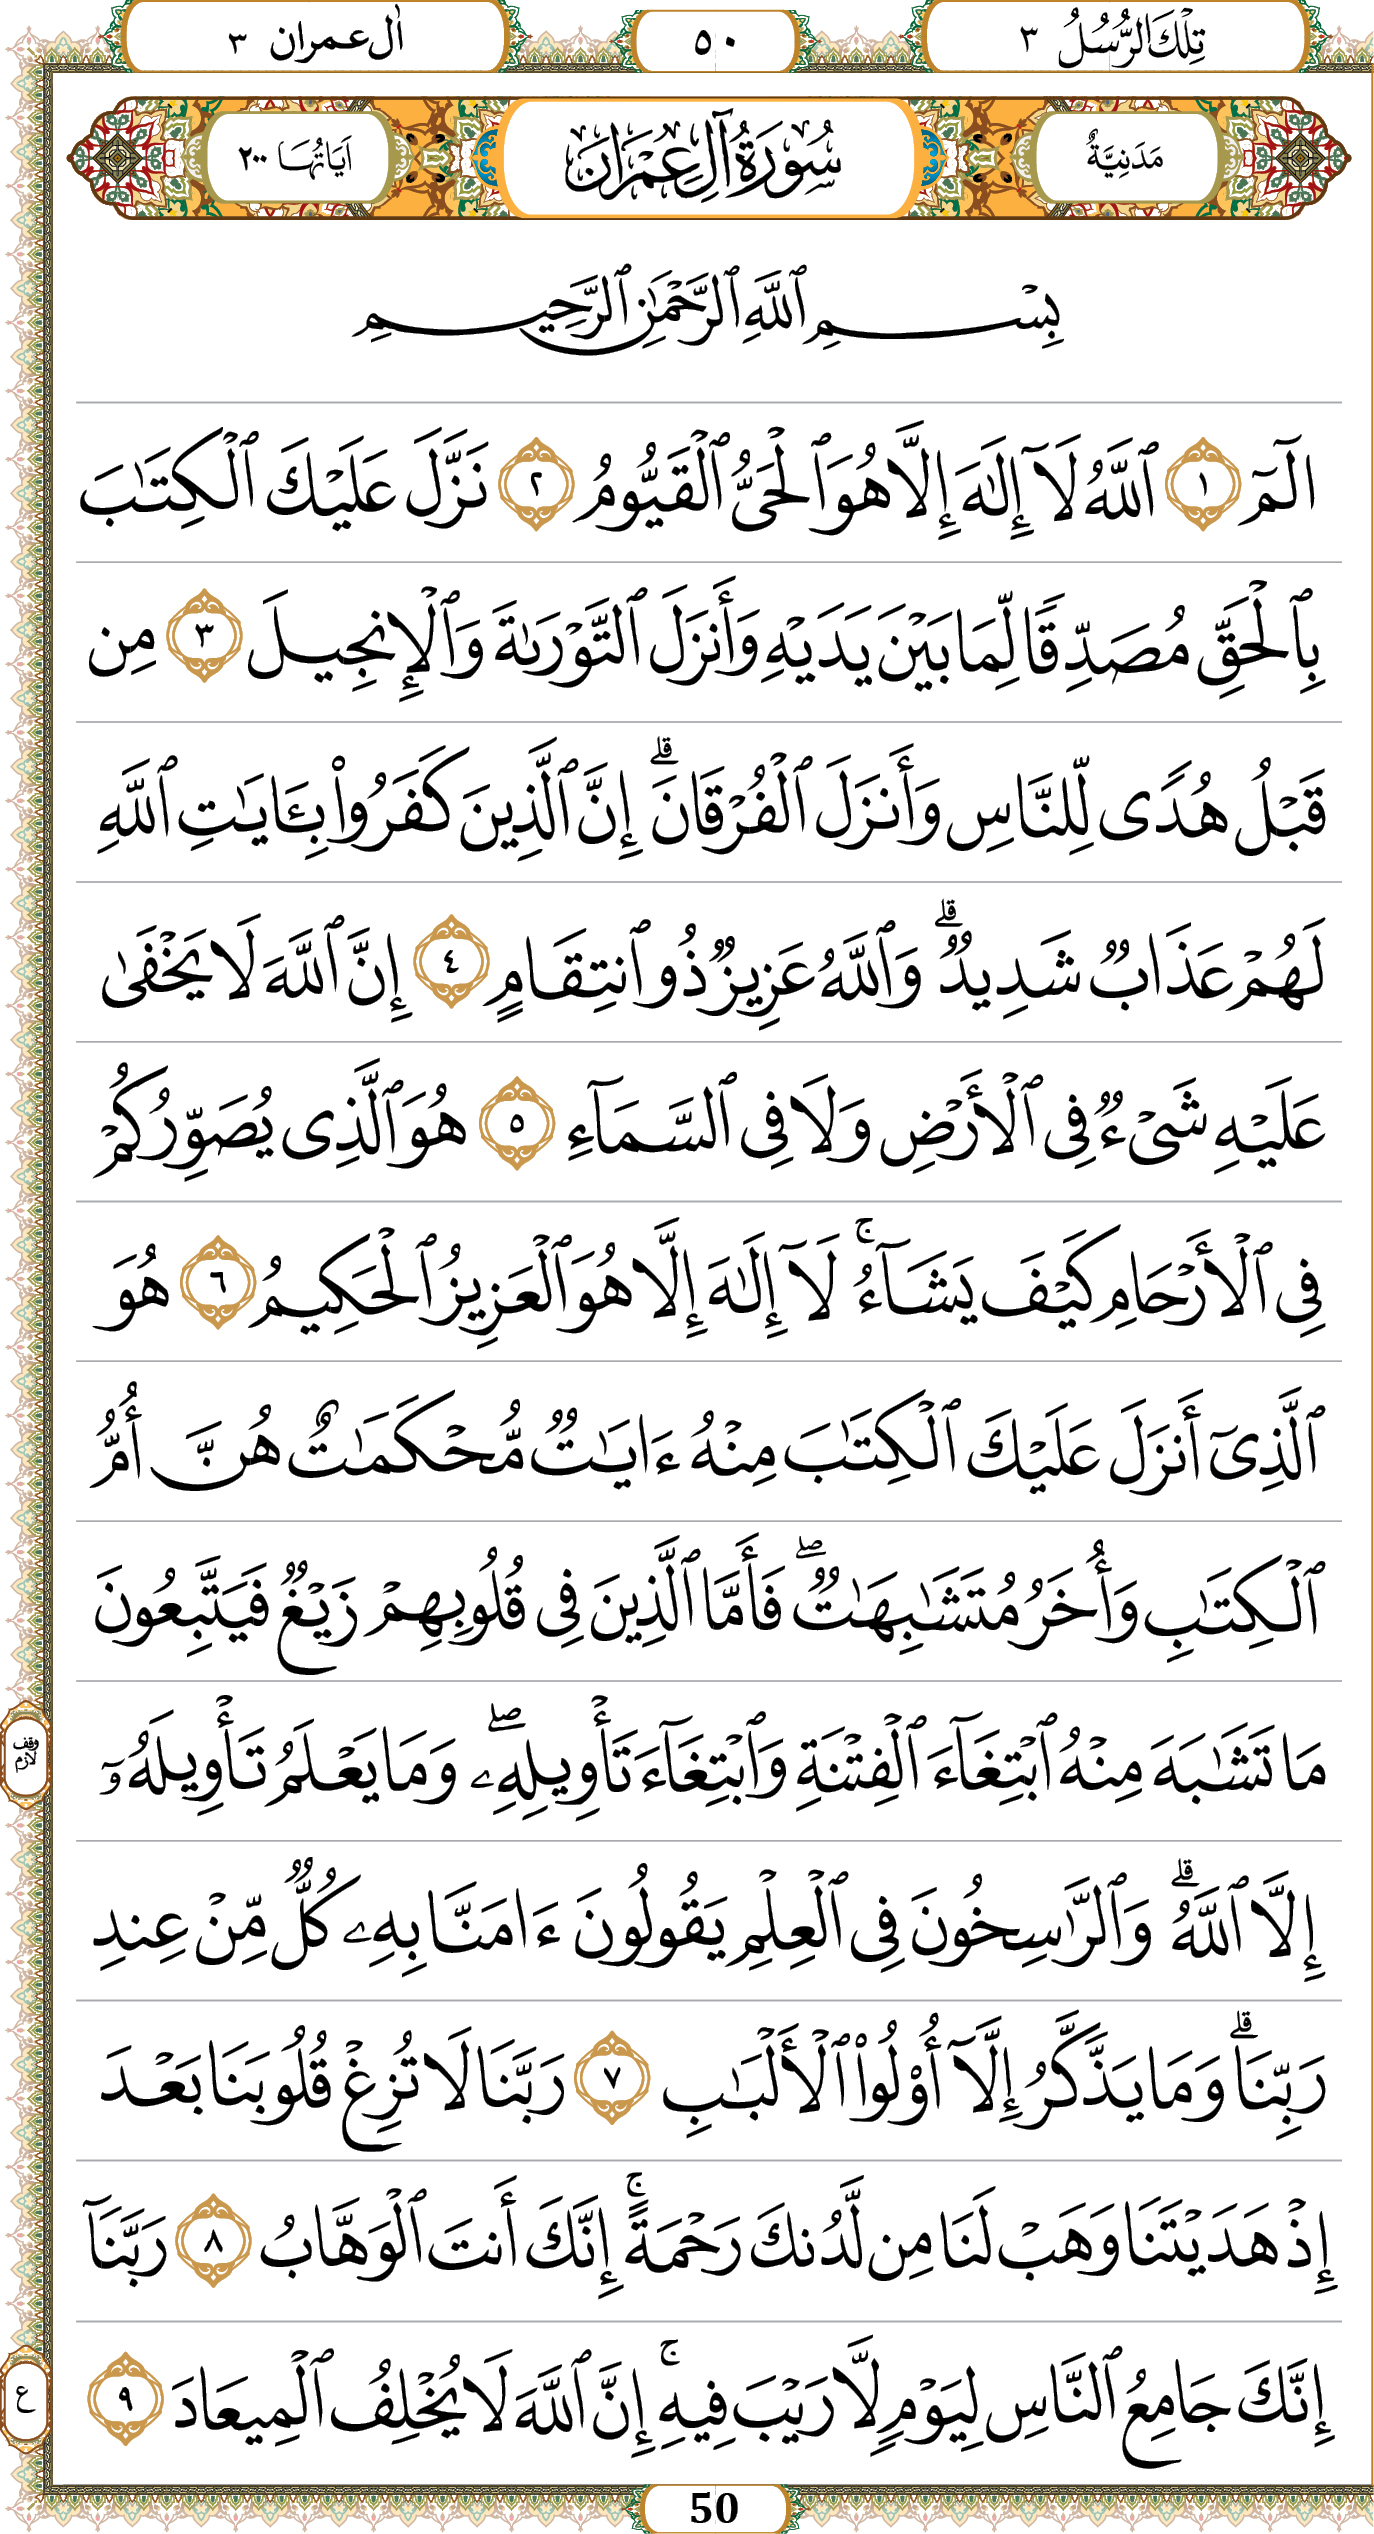 تِلْكَ الرُّسُلُ ٣
٥٠
اٰل عمران ٣
مَدَنِيَّةٌ
سُورَةُ آلِ عِمْرَانَ
آيَاتُهَا ٢٠٠
بِسْمِ ٱللَّهِ ٱلرَّحْمَٰنِ ٱلرَّحِيمِ
الٓمٓ ١ ٱللَّهُ لَآ إِلَٰهَ إِلَّا هُوَ ٱلْحَىُّ ٱلْقَيُّومُ ٢ نَزَّلَ عَلَيْكَ ٱلْكِتَٰبَ
بِٱلْحَقِّ مُصَدِّقًا لِّمَا بَيْنَ يَدَيْهِ وَأَنزَلَ ٱلتَّوْرَىٰةَ وَٱلْإِنجِيلَ ٣ مِن
قَبْلُ هُدًى لِّلنَّاسِ وَأَنزَلَ ٱلْفُرْقَانَ ۗ إِنَّ ٱلَّذِينَ كَفَرُوا۟ بِـَٔايَٰتِ ٱللَّهِ
لَهُمْ عَذَابٌ شَدِيدٌ ۗ وَٱللَّهُ عَزِيزٌ ذُو ٱنتِقَامٍ ٤ إِنَّ ٱللَّهَ لَا يَخْفَىٰ
عَلَيْهِ شَىْءٌ فِى ٱلْأَرْضِ وَلَا فِى ٱلسَّمَآءِ ٥ هُوَ ٱلَّذِى يُصَوِّرُكُمْ
فِى ٱلْأَرْحَامِ كَيْفَ يَشَآءُ ۚ لَآ إِلَٰهَ إِلَّا هُوَ ٱلْعَزِيزُ ٱلْحَكِيمُ ٦ هُوَ
ٱلَّذِىٓ أَنزَلَ عَلَيْكَ ٱلْكِتَٰبَ مِنْهُ ءَايَٰتٌ مُّحْكَمَٰتٌ هُنَّ أُمُّ
ٱلْكِتَٰبِ وَأُخَرُ مُتَشَٰبِهَٰتٌ ۖ فَأَمَّا ٱلَّذِينَ فِى قُلُوبِهِمْ زَيْغٌ فَيَتَّبِعُونَ
مَا تَشَٰبَهَ مِنْهُ ٱبْتِغَآءَ ٱلْفِتْنَةِ وَٱبْتِغَآءَ تَأْوِيلِهِۦ ۖ وَمَا يَعْلَمُ تَأْوِيلَهُۥٓ
وقف لازم
إِلَّا ٱللَّهُ ۗ وَٱلرَّٰسِخُونَ فِى ٱلْعِلْمِ يَقُولُونَ ءَامَنَّا بِهِۦ كُلٌّ مِّنْ عِندِ
رَبِّنَا ۗ وَمَا يَذَّكَّرُ إِلَّآ أُو۟لُوا۟ ٱلْأَلْبَٰبِ ٧ رَبَّنَا لَا تُزِغْ قُلُوبَنَا بَعْدَ
إِذْ هَدَيْتَنَا وَهَبْ لَنَا مِن لَّدُنكَ رَحْمَةً ۚ إِنَّكَ أَنتَ ٱلْوَهَّابُ ٨ رَبَّنَآ
إِنَّكَ جَامِعُ ٱلنَّاسِ لِيَوْمٍ لَّا رَيْبَ فِيهِ ۚ إِنَّ ٱللَّهَ لَا يُخْلِفُ ٱلْمِيعَادَ ٩
ع
50